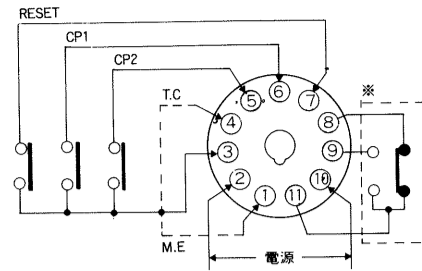 RESET
CP1
CP2
T.C
※
⑥
⑤
⑦
④
⑧
③
⑨
②
⑩
①
⑪
M.E
電源